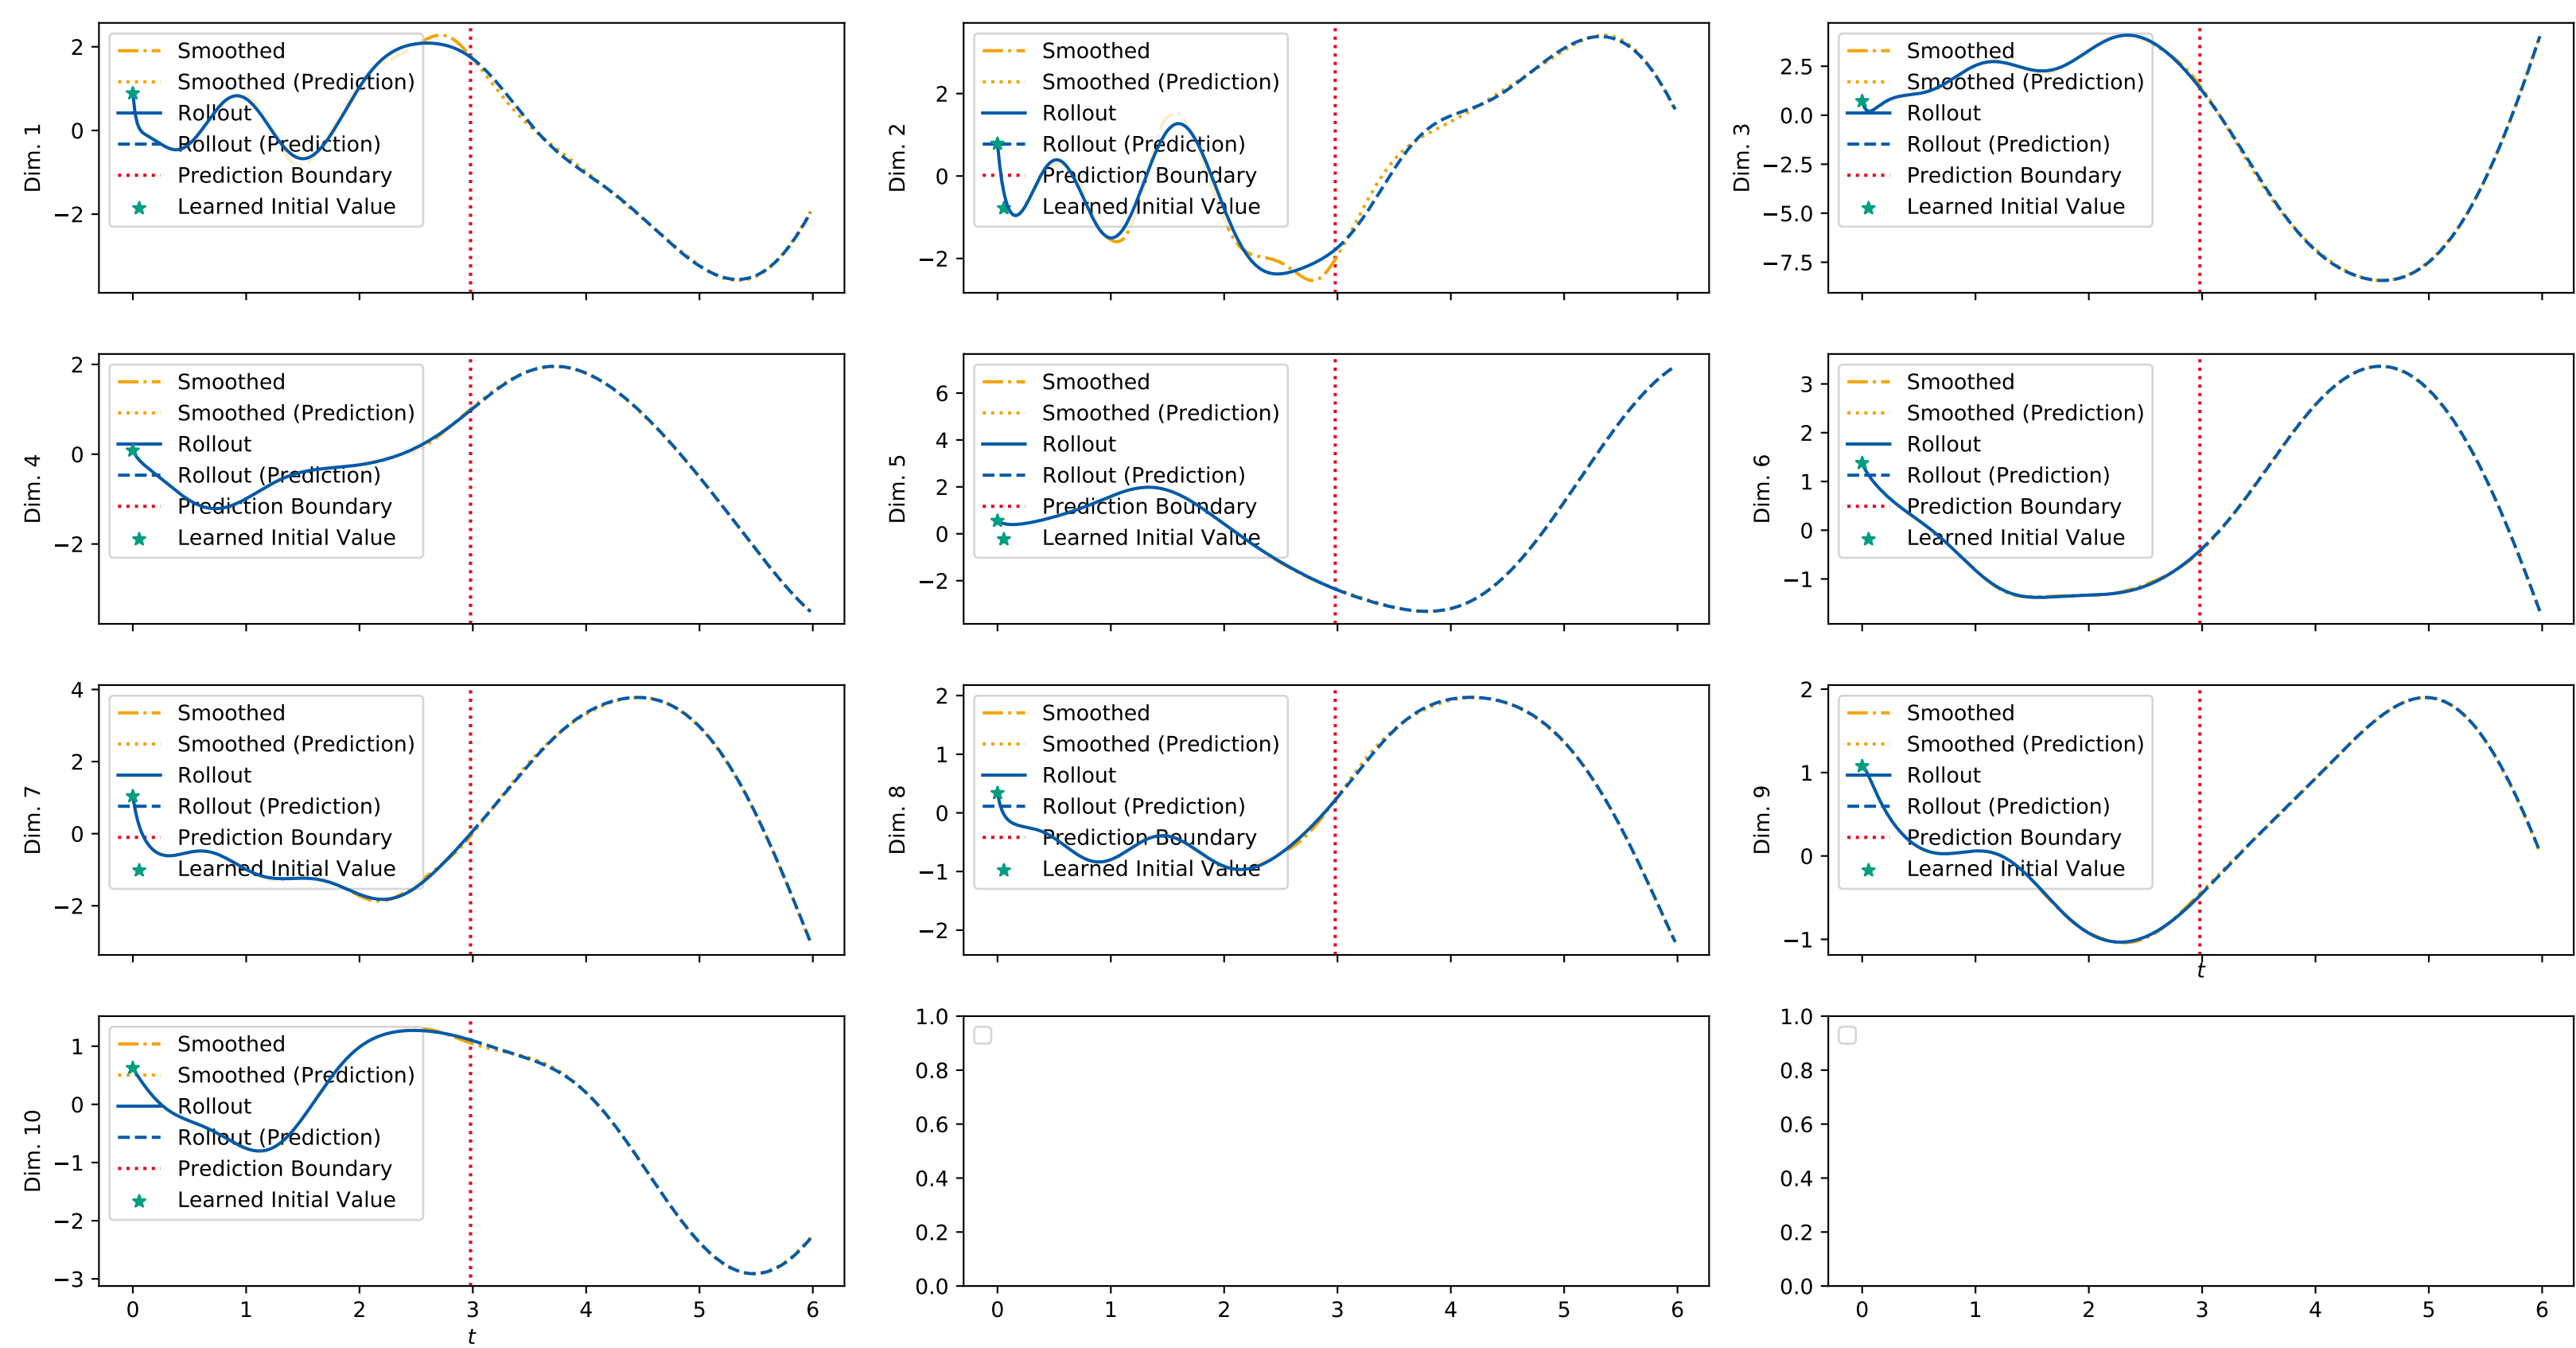 Dim. 1
2
0
−2
Smoothed
Smoothed (Prediction)
Rollout
Rollout (Prediction)
Prediction Boundary
Learned Initial Value
Dim. 2
2
0
−2
Smoothed
Smoothed (Prediction)
Rollout
Rollout (Prediction)
Prediction Boundary
Learned Initial Value
Dim. 3
2.5
0.0
−2.5
−5.0
−7.5
Smoothed
Smoothed (Prediction)
Rollout
Rollout (Prediction)
Prediction Boundary
Learned Initial Value
Dim. 4
2
0
−2
Smoothed
Smoothed (Prediction)
Rollout
Rollout (Prediction)
Prediction Boundary
Learned Initial Value
Dim. 5
6
4
2
0
−2
Smoothed
Smoothed (Prediction)
Rollout
Rollout (Prediction)
Prediction Boundary
Learned Initial Value
Dim. 6
3
2
1
0
−1
Smoothed
Smoothed (Prediction)
Rollout
Rollout (Prediction)
Prediction Boundary
Learned Initial Value
Dim. 7
4
2
0
−2
Smoothed
Smoothed (Prediction)
Rollout
Rollout (Prediction)
Prediction Boundary
Learned Initial Value
Dim. 8
2
1
0
−1
−2
Smoothed
Smoothed (Prediction)
Rollout
Rollout (Prediction)
Prediction Boundary
Learned Initial Value
Dim. 9
2
1
0
−1
Smoothed
Smoothed (Prediction)
Rollout
Rollout (Prediction)
Prediction Boundary
Learned Initial Value
t
Dim. 10
1
0
−1
−2
−3
Smoothed
Smoothed (Prediction)
Rollout
Rollout (Prediction)
Prediction Boundary
Learned Initial Value
0 1 2 3 4 5 6
t
1.0
0.8
0.6
0.4
0.2
0.0
0 1 2 3 4 5 6
1.0
0.8
0.6
0.4
0.2
0.0
0 1 2 3 4 5 6